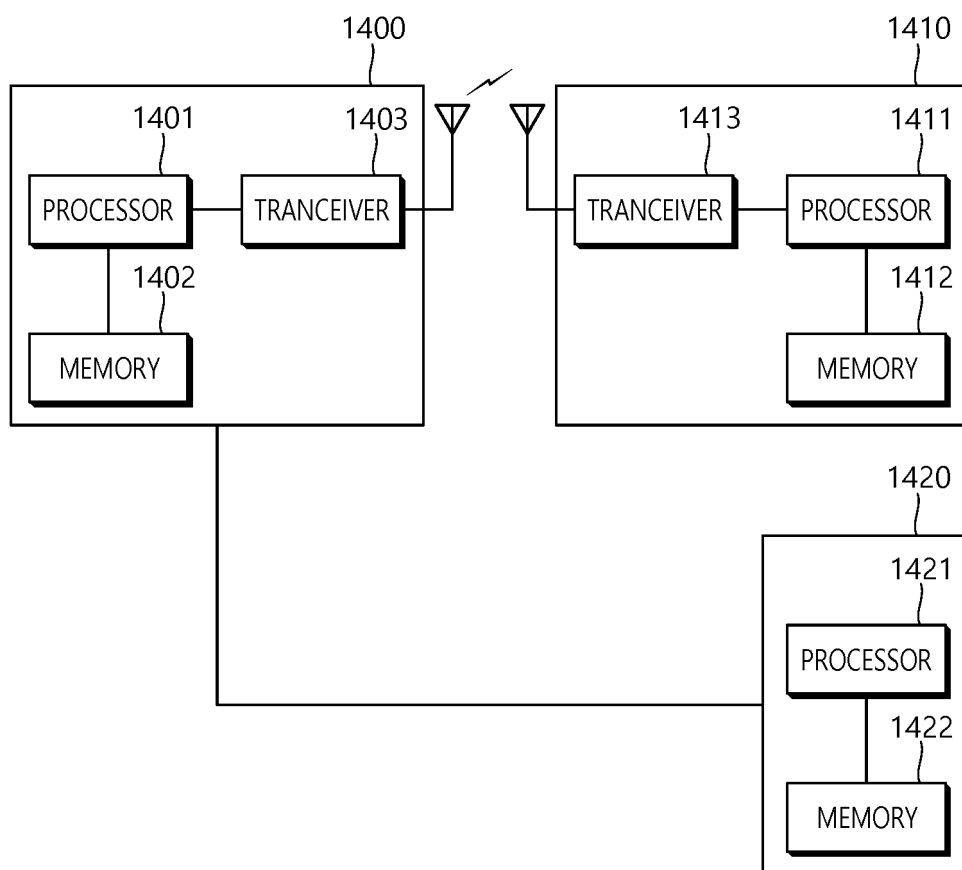 1400
1410
1401
1403
1413
1411
PROCESSOR
TRANCEIVER
TRANCEIVER
PROCESSOR
1402
1412
MEMORY
MEMORY
1420
1421
PROCESSOR
1422
MEMORY